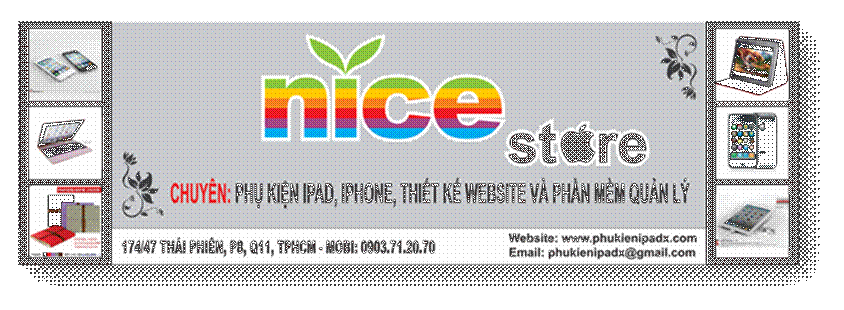 nice
store
CHUYÊN: PHỤ KIỆN IPAD, IPHONE, THIẾT KẾ WEBSITE VÀ PHẦN MỀM QUẢN LÝ
174/47 THÁI PHIÊN, P8, Q11, TPHCM - MOBI: 0903.71.20.70
Website: www.phukienipadx.com
Email: phukienipadx@gmail.com